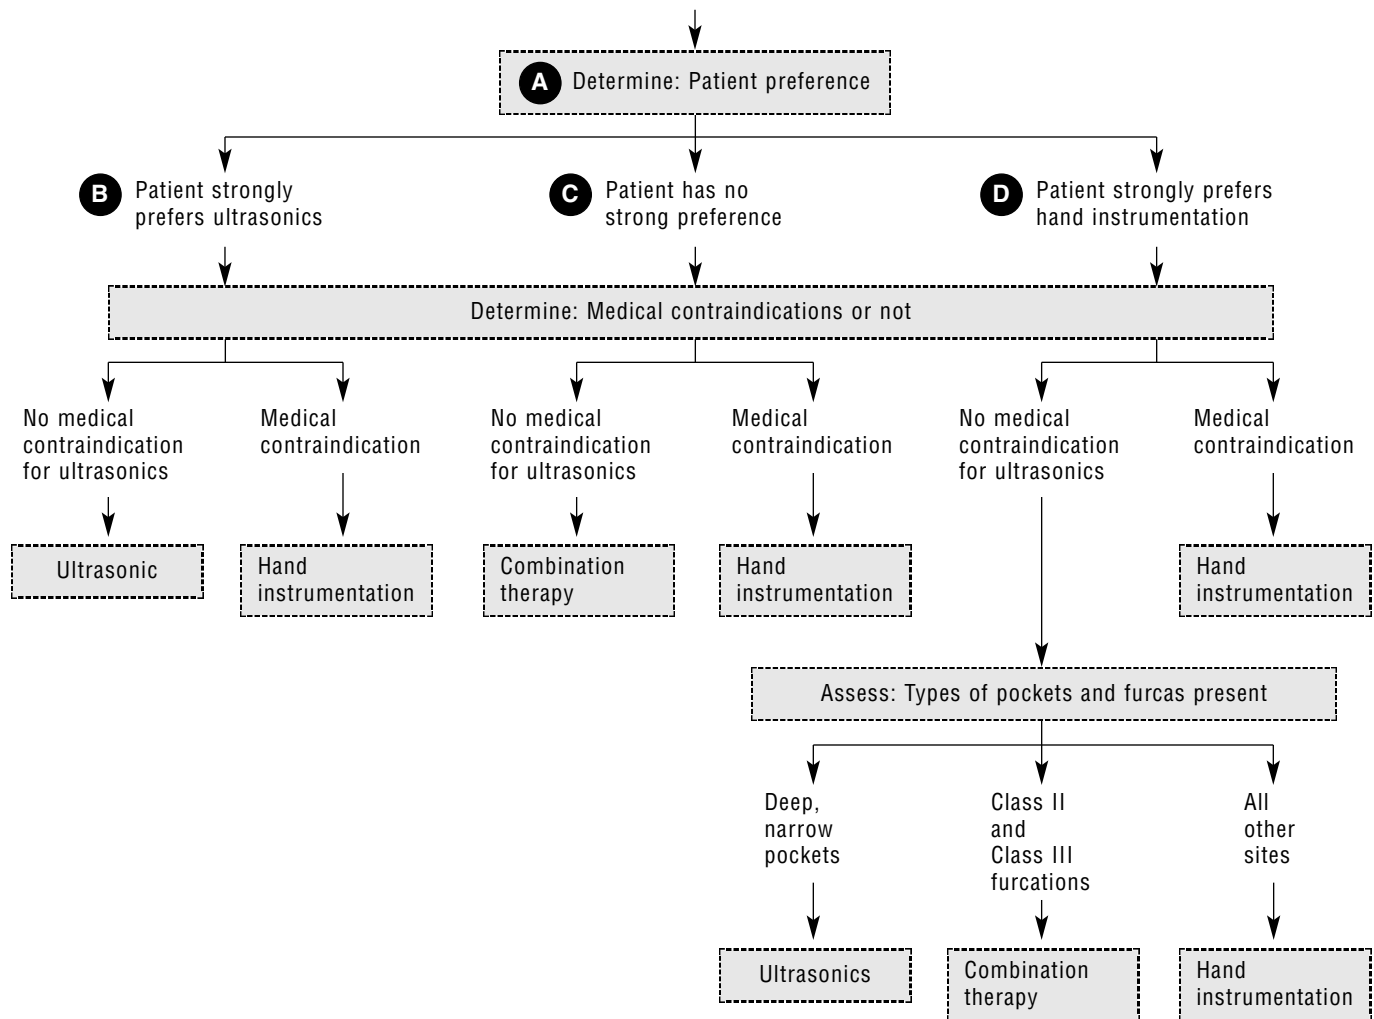 A Determine: Patient preference
B Patient strongly
prefers ultrasonics
C Patient has no
strong preference
D Patient strongly prefers
hand instrumentation
Determine: Medical contraindications or not
No medical
contraindication
for ultrasonics
Medical
contraindication
No medical
contraindication
for ultrasonics
Medical
contraindication
No medical
contraindication
for ultrasonics
Medical
contraindication
Ultrasonic
Hand
instrumentation
Combination
therapy
Hand
instrumentation
Hand
instrumentation
Assess: Types of pockets and furcas present
Deep,
narrow
pockets
Class II
and
Class III
furcations
All
other
sites
Ultrasonics
Combination
therapy
Hand
instrumentation